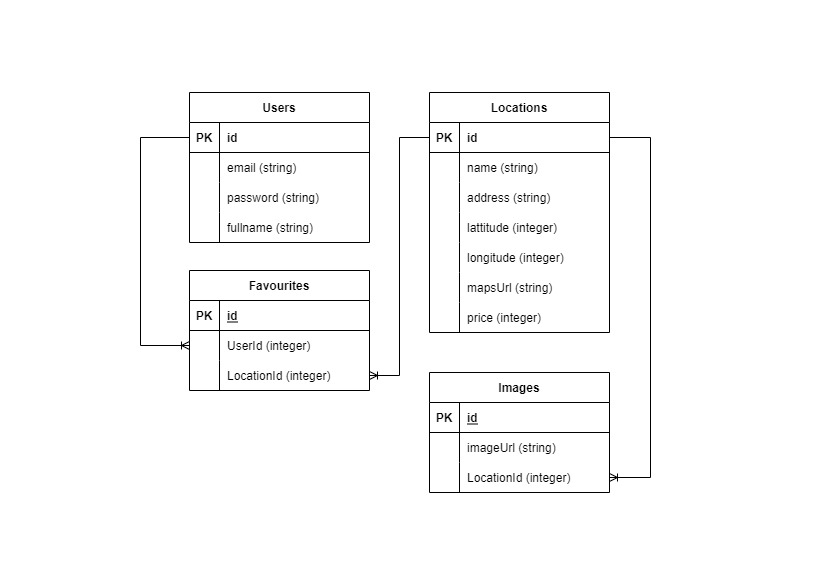 Users
PK id
email (string)
password (string)
fullname (string)
Favourites
PK id
UserId (integer)
LocationId (integer)
Locations
PK id
name (string)
address (string)
lattitude (integer)
longitude (integer)
mapsUrl (string)
price (integer)
Images
PK id
imageUrl (string)
LocationId (integer)